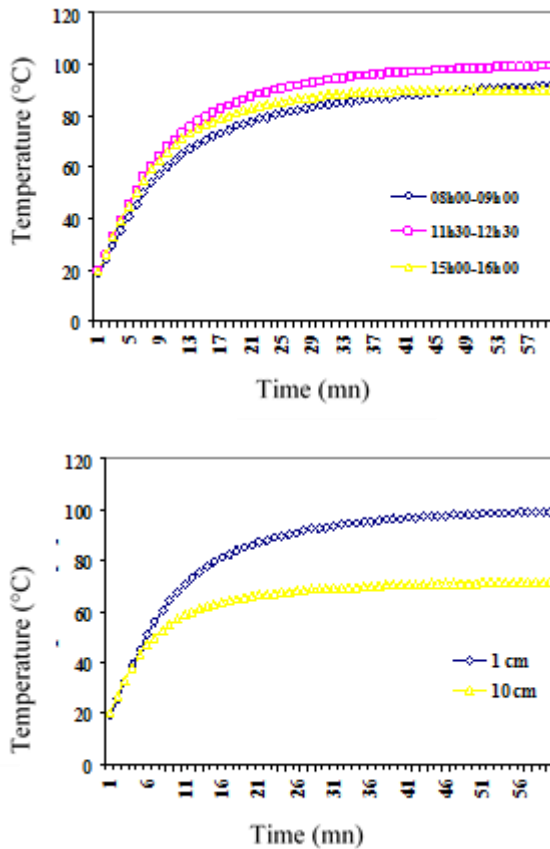 Temperature (°C)
120
100
80
60
40
20
0
08h00-09h00
11h30-12h30
15h00-16h00
1 5 9 13 17 21 25 29 33 37 41 45 49 53 57
Time (mn)
Temperature (°C)
120
100
80
60
40
20
0
1 cm
10 cm
1 6 11 16 21 26 31 36 41 46 51 56
Time (mn)